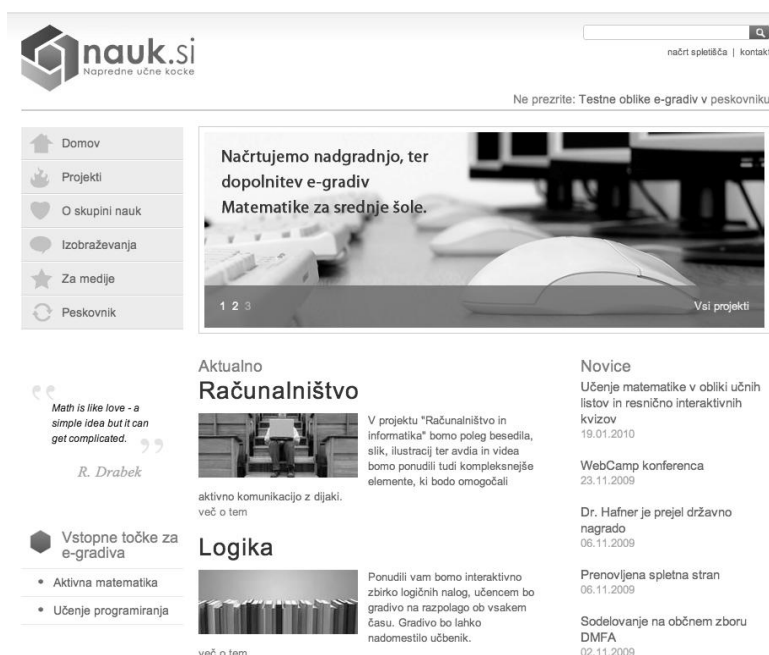 nauk.si
Napredne učne kocke
načrt spletišča | kontakt
Ne prezrite: Testne oblike e-gradiv v peskovniku
Domov
Projekti
O skupini nauk
Izobraževanja
Za medije
Peskovnik
Načrtujemo nadgradnjo, ter
dopolnitev e-gradiv
Matematike za srednje šole.
1 2 3
Vsi projekti
Math is like love - a
simple idea but it can
get complicated.
R. Drabek
Vstopne točke za
e-gradiva
Aktivna matematika
Učenje programiranja
Aktualno
Računalništvo
V projektu "Računalništvo in
informatika" bomo poleg besedila,
slik, ilustracij ter avdia in videa
bomo ponudili tudi kompleksnejše
elemente, ki bodo omogočali
aktivno komunikacijo z dijaki.
več o tem
Logika
Ponudili vam bomo interaktivno
zbirko logičnih nalog, učencem bo
gradivo na razpolago ob vsakem
času. Gradivo bo lahko
nadomestilo učbenik.
več o tem
Novice
Učenje matematike v obliki učnih
listov in resnično interaktivnih
kvizov
19.01.2010
WebCamp konferenca
23.11.2009
Dr. Hafner je prejel državno
nagrado
06.11.2009
Prenovljena spletna stran
06.11.2009
Sodelovanje na občnem zboru
DMFA
02.11.2009